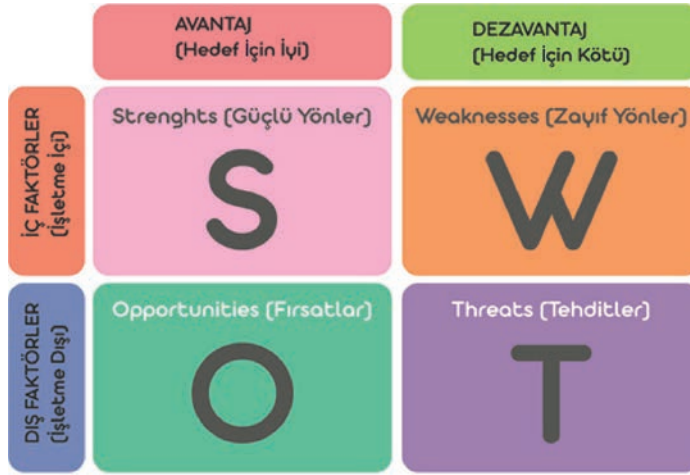 AVANTAJ
(Hedef İçin İyi)
DEZAVANTAJ
(Hedef İçin Kötü)
İÇ FAKTÖRLER
(İşletme İçi)
Strenghts (Güçlü Yönler)
S
Weaknesses (Zayıf Yönler)
W
DIŞ FAKTÖRLER
(İşletme Dışı)
Opportunities (Fırsatlar)
O
Threats (Tehditler)
T